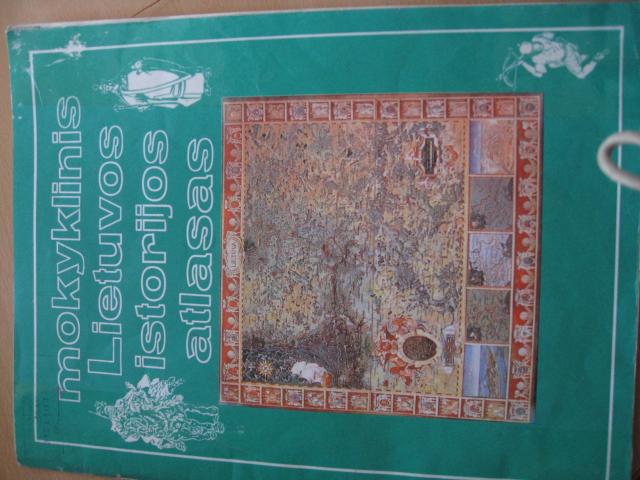 mokyklinis
Lietuvos
istorijos
atlasas